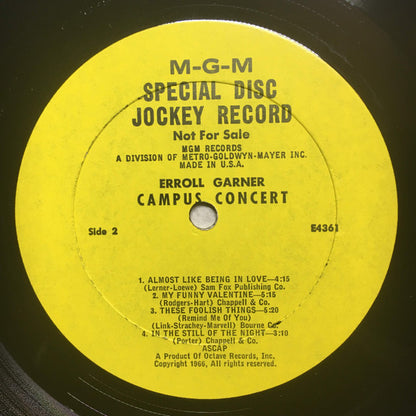 M-G-M
SPECIAL DISC
JOCKEY RECORD
Not For Sale
MGM RECORDS
A DIVISION OF METRO-GOLDWYN-MAYER INC.
MADE IN U.S.A.
ERROLL GARNER
CAMPUS CONCERT
Side 2
E4361
1. ALMOST LIKE BEING IN LOVE—4:15
(Lerner-Loewe) Sam Fox Publishing Co.
2. MY FUNNY VALENTINE—5:15
(Rodgers-Hart) Chappell & Co.
3. THESE FOOLISH THINGS—5:20
(Remind Me Of You)
(Link-Strachey-Marvell) Bourne Co.
4. IN THE STILL OF THE NIGHT—3:10
(Porter) Chappell & Co.
ASCAP
A Product Of Octave Records, Inc.
Copyright 1966, All rights reserved.